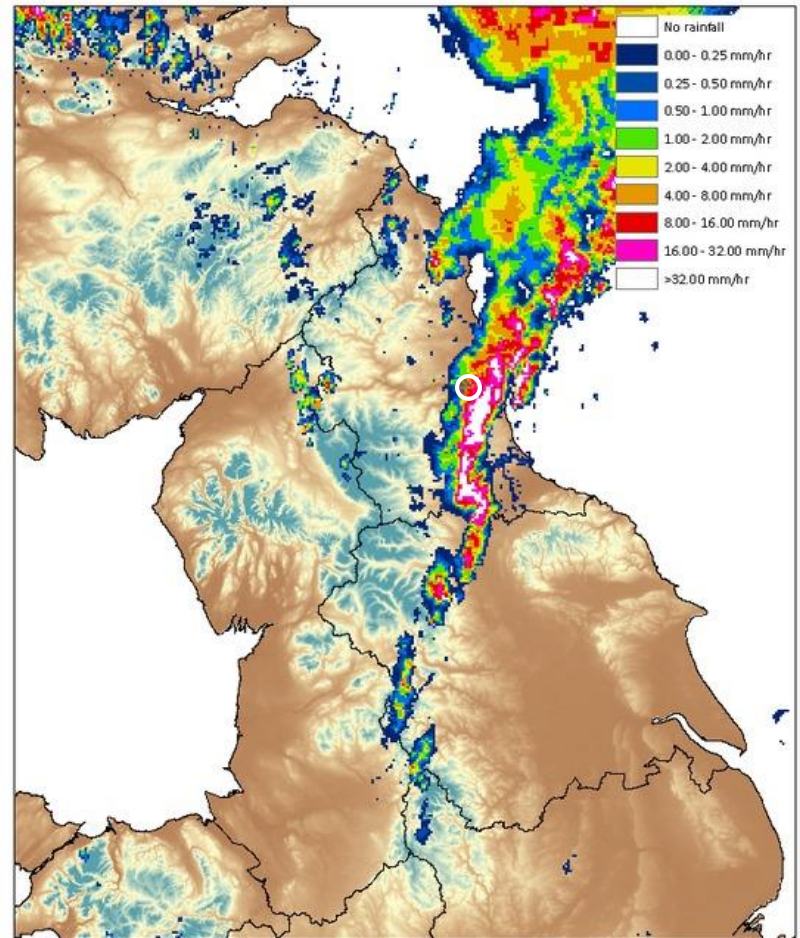 No rainfall
0.00 - 0.25 mm/hr
0.25 - 0.50 mm/hr
0.50 - 1.00 mm/hr
1.00 - 2.00 mm/hr
2.00 - 4.00 mm/hr
4.00 - 8.00 mm/hr
8.00 - 16.00 mm/hr
16.00 - 32.00 mm/hr
>32.00 mm/hr